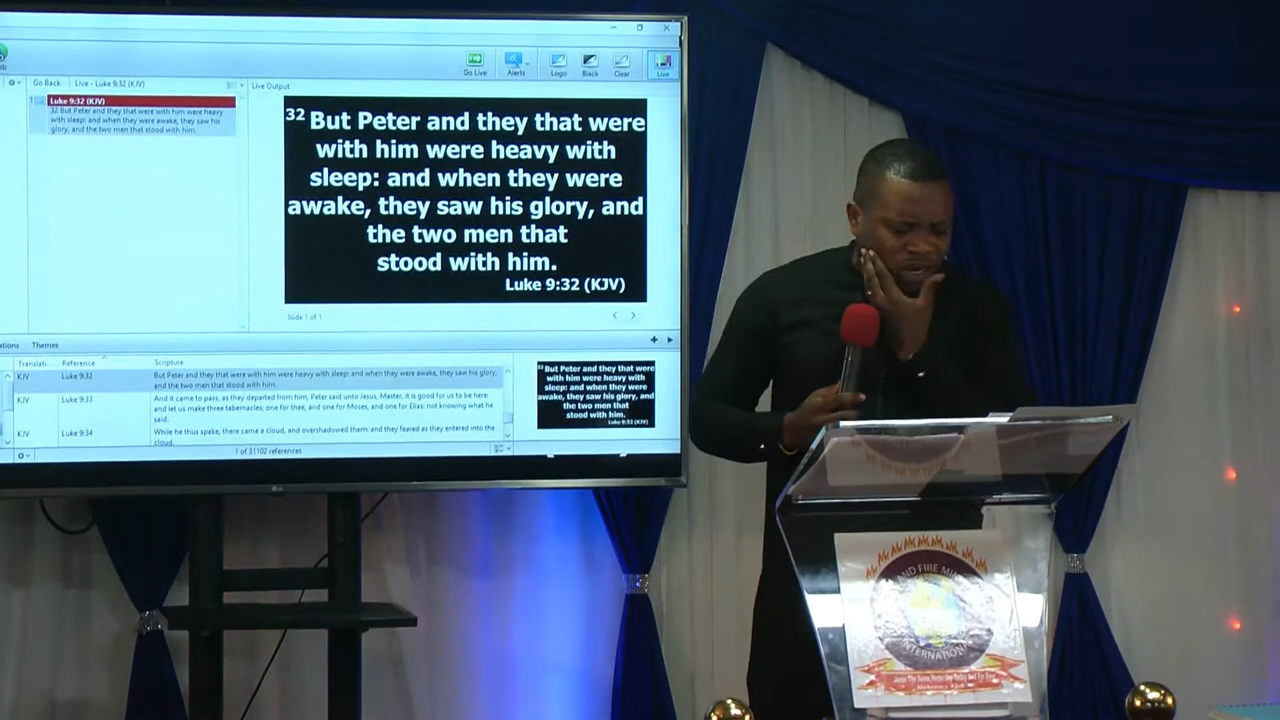 Go Live
Alerts
Logo
Black
Clear
Live
Go Back
Live - Luke 9:32 (KJV)
Live Output
1
Luke 9:32 (KJV)
32 But Peter and they that were with him were heavy
with sleep: and when they were awake, they saw his
glory, and the two men that stood with him.
32 But Peter and they that were
with him were heavy with
sleep: and when they were
awake, they saw his glory, and
the two men that
stood with him.
Luke 9:32 (KJV)
Slide 1 of 1
Themes
Reference
Scripture
KJV
Luke 9:32
But Peter and they that were with him were heavy with sleep: and when they were awake, they saw his glory,
and the two men that stood with him.
KJV
Luke 9:33
And it came to pass, as they departed from him, Peter said unto Jesus, Master, it is good for us to be here:
and let us make three tabernacles; one for thee, and one for Moses, and one for Elias: not knowing what he
said.
KJV
Luke 9:34
While he thus spake, there came a cloud, and overshadowed them: and they feared as they entered into the
cloud.
1 of 31102 references
32 But Peter and they that were
with him were heavy with
sleep: and when they were
awake, they saw his glory, and
the two men that
stood with him.
Luke 9:32 (KJV)
LG
AND FIRE MIN
INTERNATIONAL
Jesus The Same, Yesterday Today And For Ever